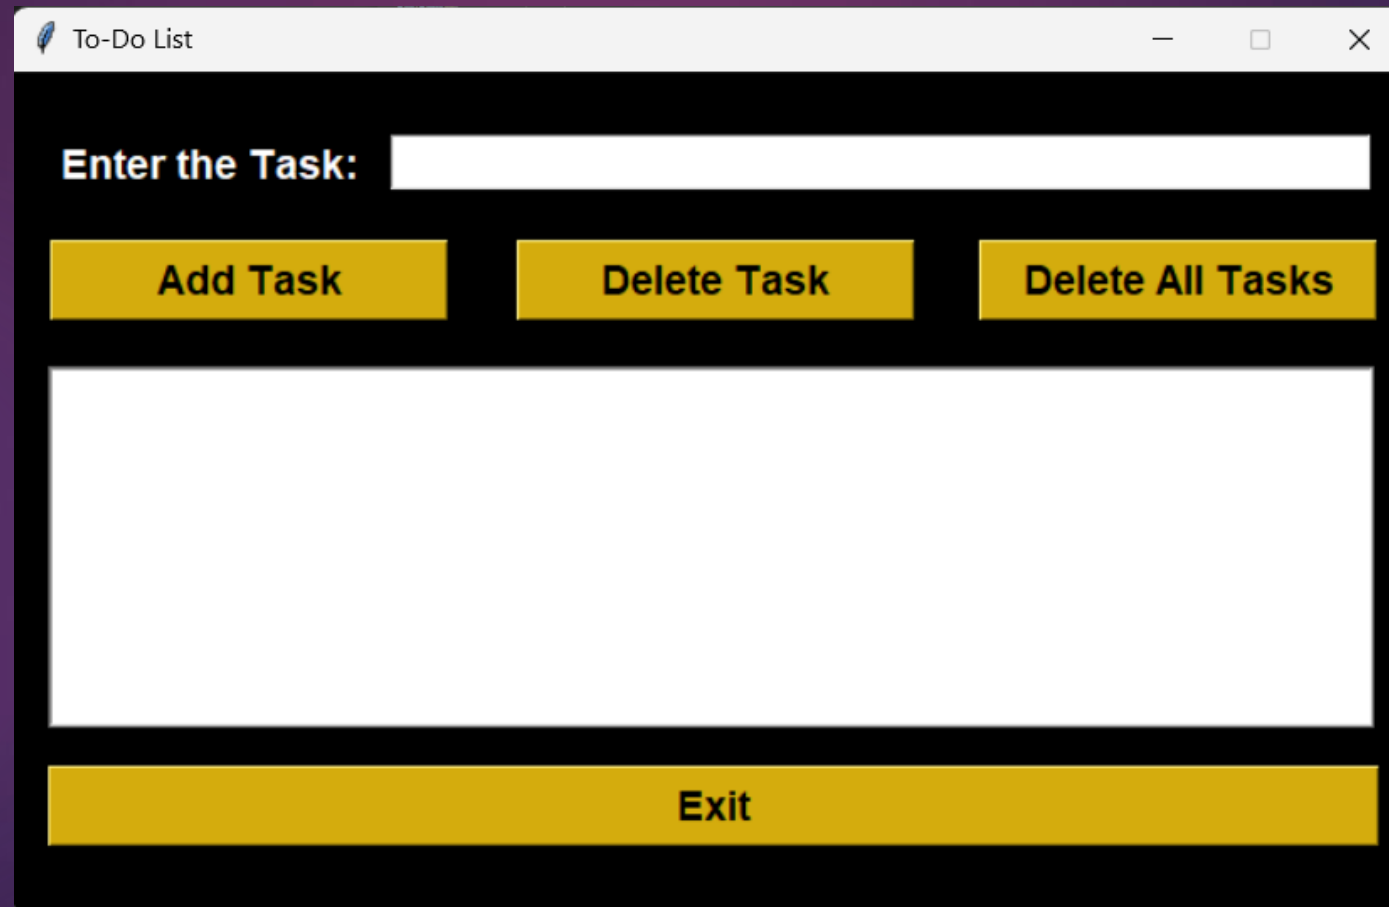 To-Do List
Enter the Task:
Add Task
Delete Task
Delete All Tasks
Exit